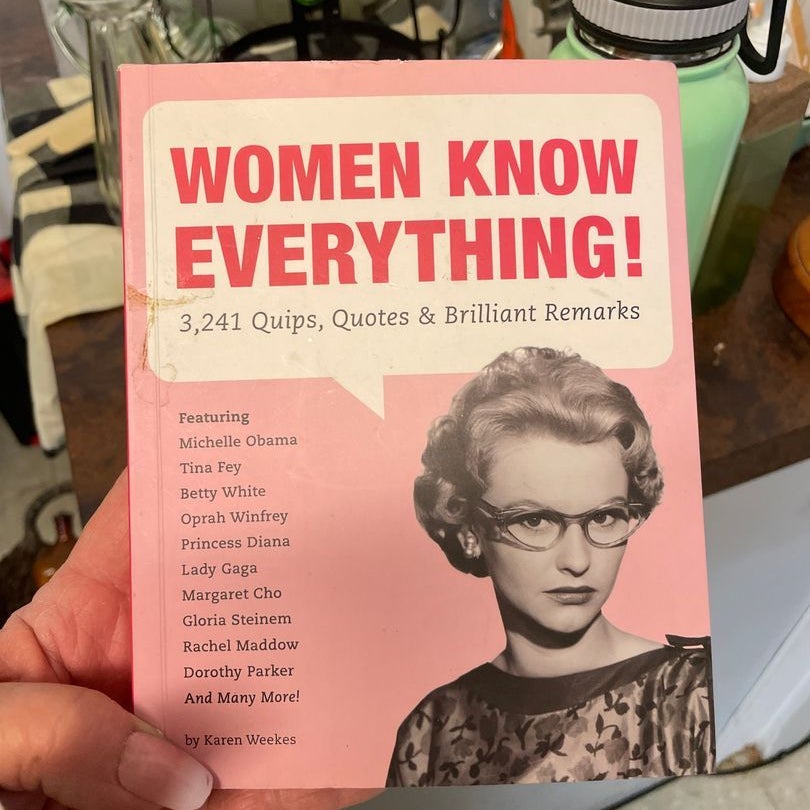 WOMEN KNOW
EVERYTHING!
3,241 Quips, Quotes & Brilliant Remarks
Featuring
Michelle Obama
Tina Fey
Betty White
Oprah Winfrey
Princess Diana
Lady Gaga
Margaret Cho
Gloria Steinem
Rachel Maddow
Dorothy Parker
And Many More!
by Karen Weekes